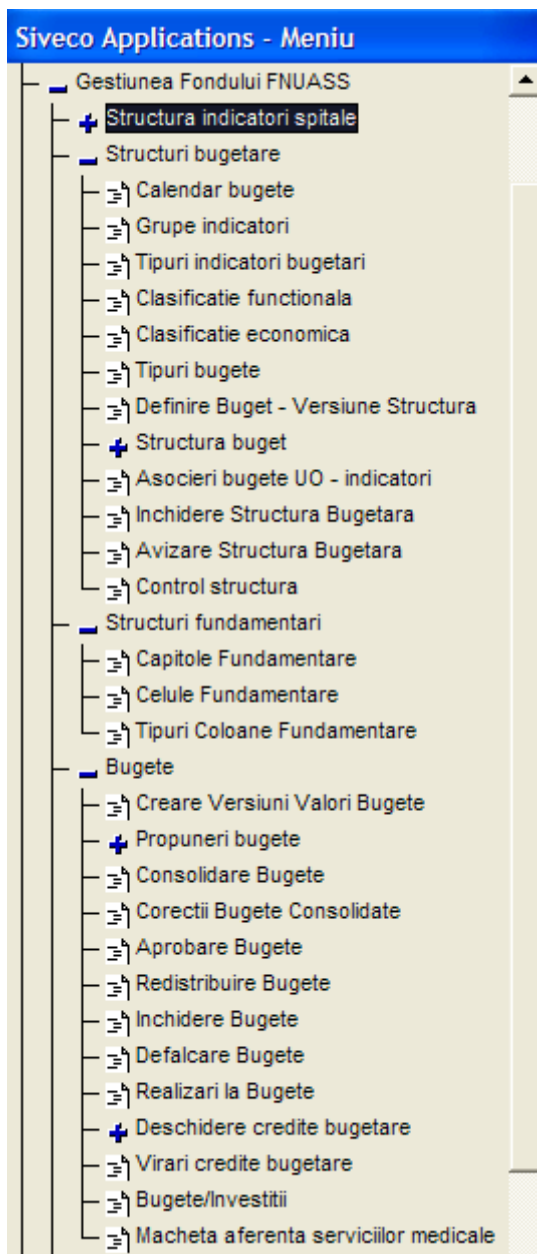 Siveco Applications - Meniu
Gestiunea Fondului FNUASS
Structura indicatori spitale
Structuri bugetare
Calendar bugete
Grupe indicatori
Tipuri indicatori bugetari
Clasificatie functionala
Clasificatie economica
Tipuri bugete
Definire Buget - Versiune Structura
Structura buget
Asocieri bugete UO - indicatori
Inchidere Structura Bugetara
Avizare Structura Bugetara
Control structura
Structuri fundamentari
Capitole Fundamentare
Celule Fundamentare
Tipuri Coloane Fundamentare
Bugete
Creare Versiuni Valori Bugete
Propuneri bugete
Consolidare Bugete
Corectii Bugete Consolidate
Aprobare Bugete
Redistribuire Bugete
Inchidere Bugete
Defalcare Bugete
Realizari la Bugete
Deschidere credite bugetare
Virari credite bugetare
Bugete/Investitii
Macheta aferenta serviciilor medicale